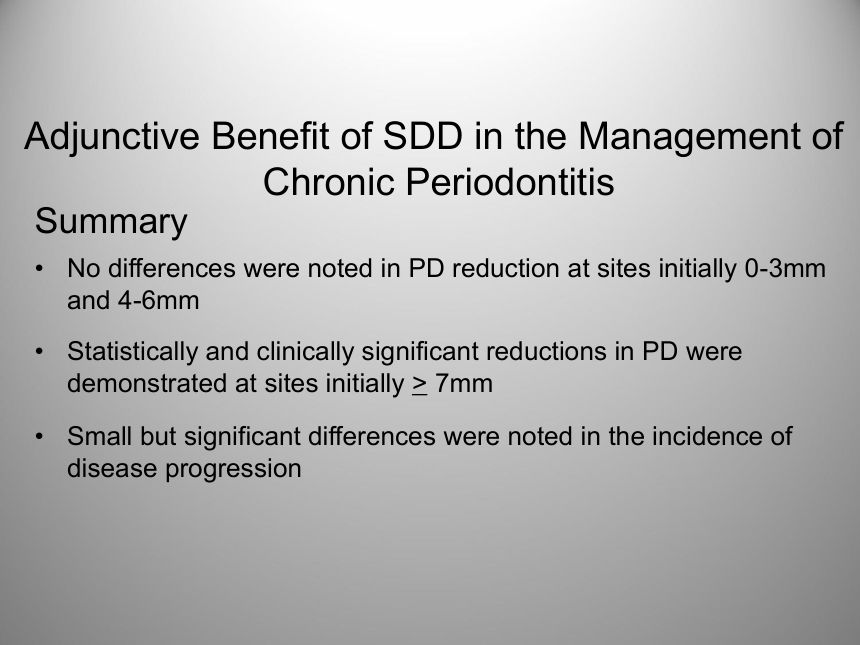 Adjunctive Benefit of SDD in the Management of
Chronic Periodontitis
Summary
• No differences were noted in PD reduction at sites initially 0-3mm
and 4-6mm
• Statistically and clinically significant reductions in PD were
demonstrated at sites initially ≥ 7mm
• Small but significant differences were noted in the incidence of
disease progression